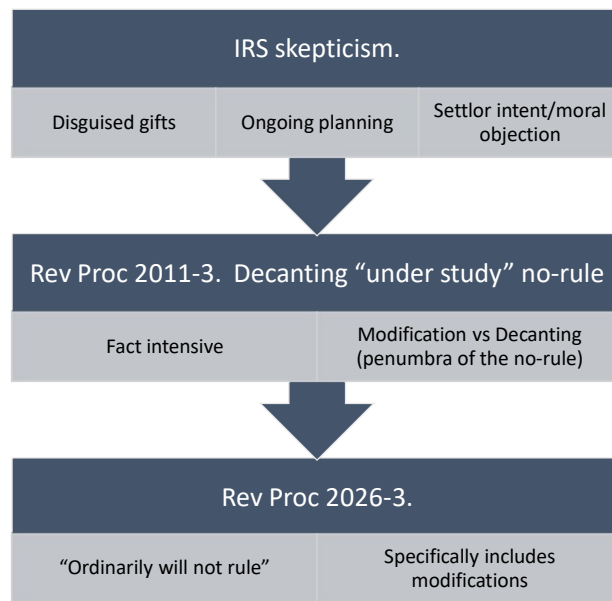 IRS skepticism.
Disguised gifts
Ongoing planning
Settlor intent/moral
objection
Rev Proc 2011-3.  Decanting “under study” no-rule
Fact intensive
Modification vs Decanting
(penumbra of the no-rule)
Rev Proc 2026-3.
“Ordinarily will not rule”
Specifically includes
modifications